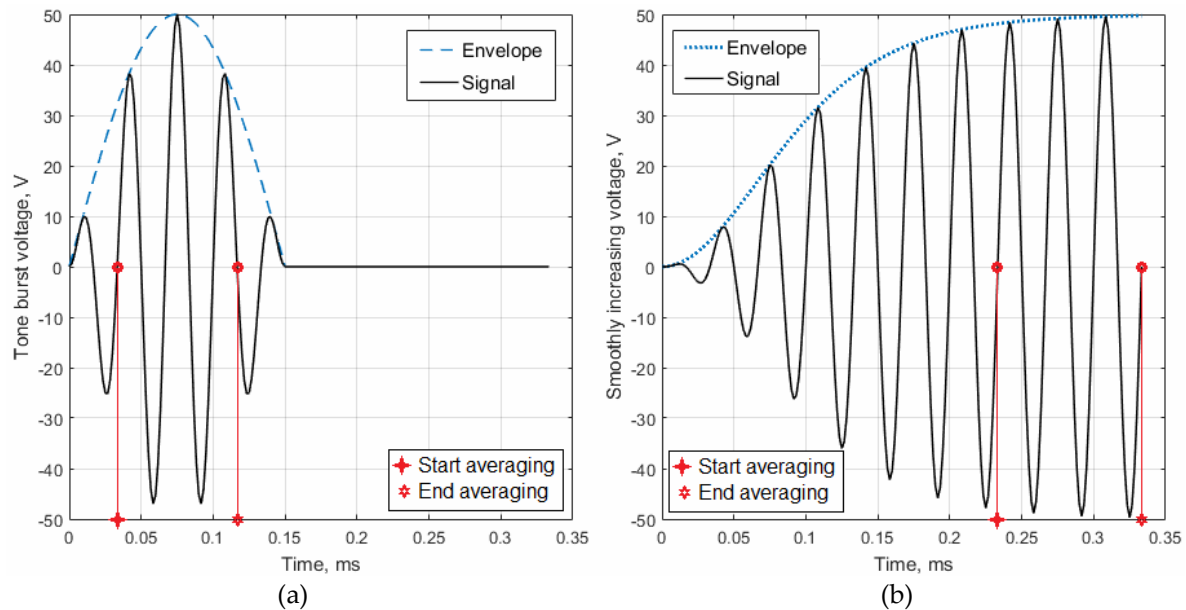 50
40
30
20
10
0
-10
-20
-30
-40
-50
Tone burst voltage, V
Envelope
Signal
Start averaging
End averaging
0 0.05 0.1 0.15 0.2 0.25 0.3 0.35
Time, ms
(a)
50
40
30
20
10
0
-10
-20
-30
-40
-50
Smoothly increasing voltage, V
Envelope
Signal
Start averaging
End averaging
0 0.05 0.1 0.15 0.2 0.25 0.3 0.35
Time, ms
(b)